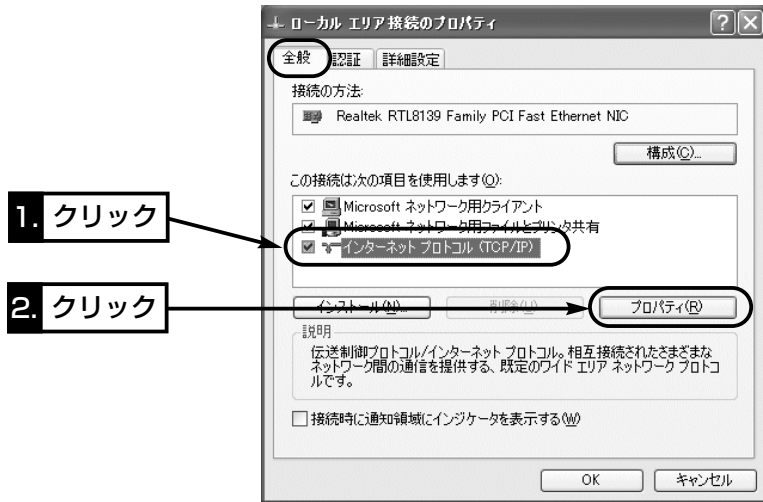 ローカル エリア接続のプロパティ
全般 認証 詳細設定
接続の方法:
Realtek RTL8139 Family PCI Fast Ethernet NIC
構成(C)...
この接続は次の項目を使用します(O):
Microsoft ネットワーク用クライアント
Microsoft ネットワーク用ファイルとプリンタ共有
インターネット プロトコル (TCP/IP)
1. クリック
2. クリック
インストール(N)... 削除(U) プロパティ(R)
説明
伝送制御プロトコル/インターネット プロトコル。相互接続されたさまざまな
ネットワーク間の通信を提供する、既定のワイド エリア ネットワーク プロトコ
ルです。
接続時に通知領域にインジケータを表示する(W)
OK キャンセル